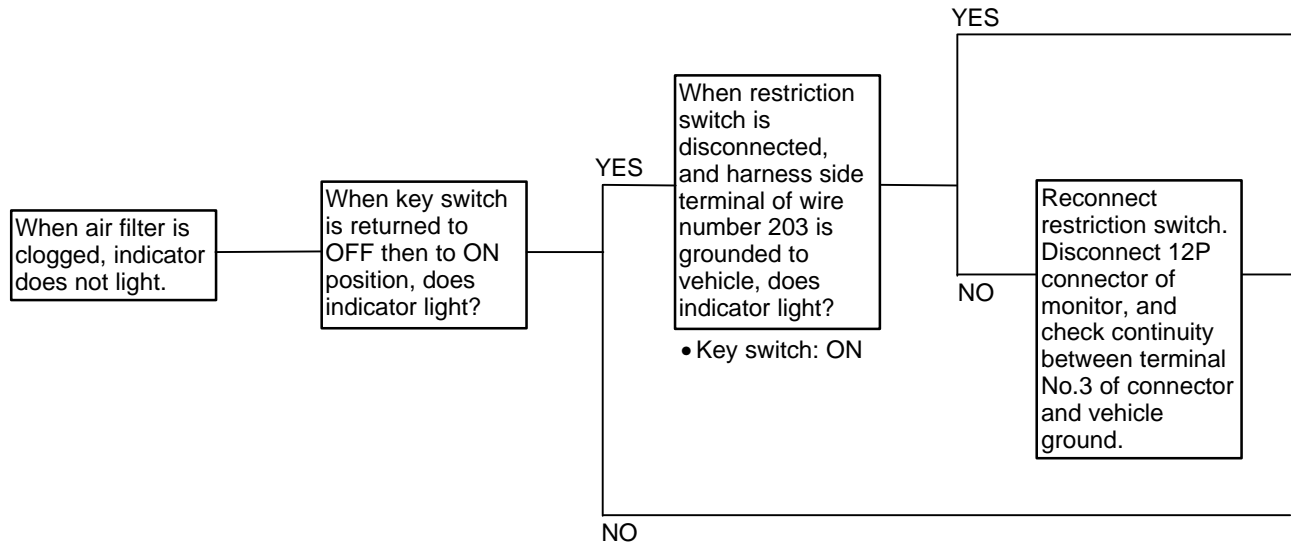 When air filter is
clogged, indicator
does not light.
When key switch
is returned to
OFF then to ON
position, does
indicator light?
YES
When restriction
switch is
disconnected,
and harness side
terminal of wire
number 203 is
grounded to
vehicle, does
indicator light?
• Key switch: ON
YES
NO
Reconnect
restriction switch.
Disconnect 12P
connector of
monitor, and
check continuity
between terminal
No.3 of connector
and vehicle
ground.
NO